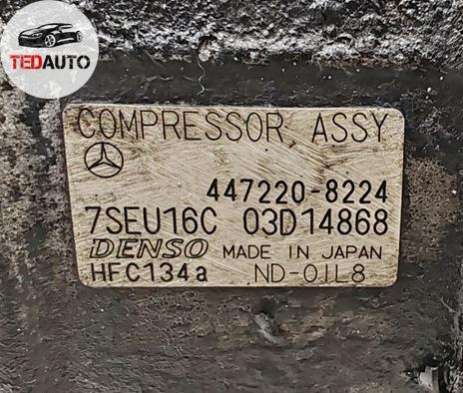 TEDAUTO
COMPRESSOR ASSY
447220-8224
7SEU16C 03D14868
DENSO MADE IN JAPAN
HFC134a ND-OIL8